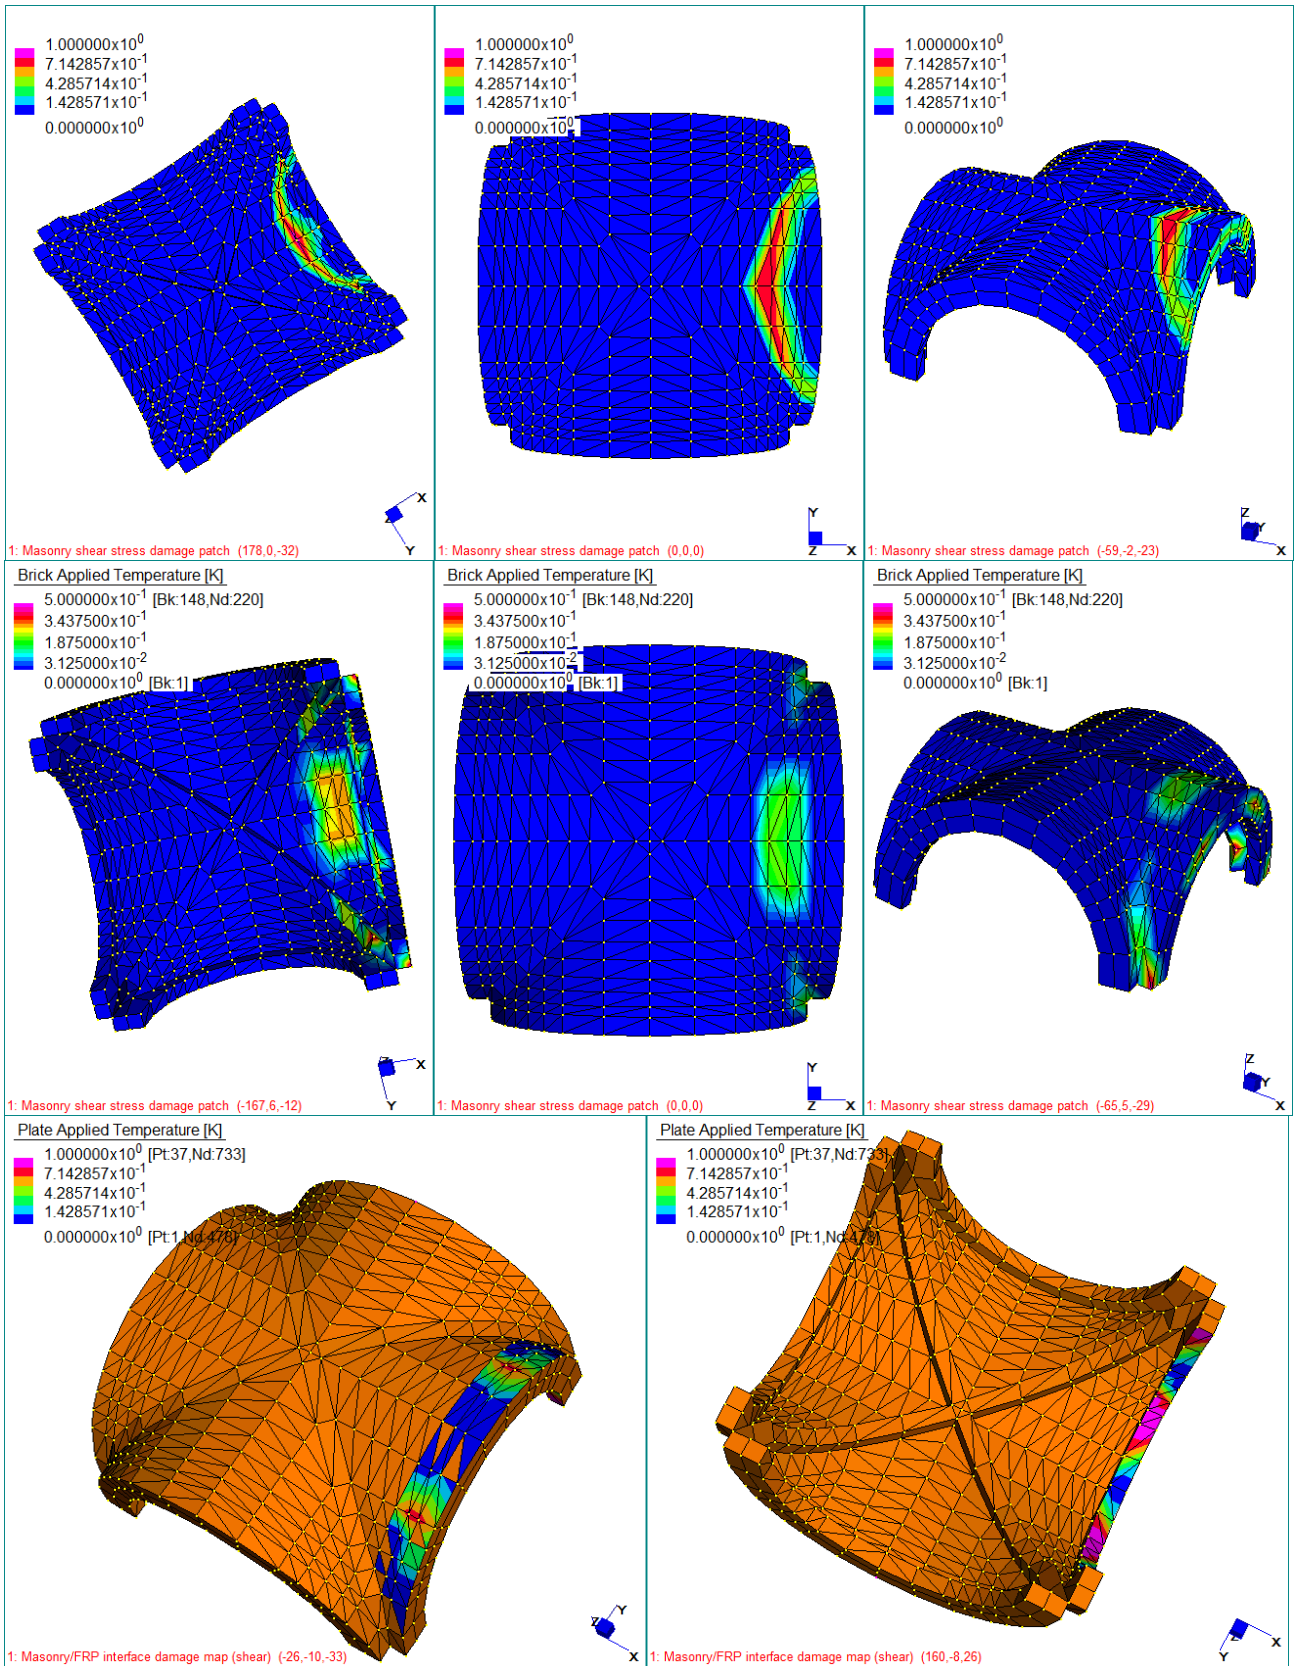 1.000000x10^0
7.142857x10^-1
4.285714x10^-1
1.428571x10^-1
0.000000x10^0
X
Z
Y
1: Masonry shear stress damage patch (178,0,-32)
1.000000x10^0
7.142857x10^-1
4.285714x10^-1
1.428571x10^-1
0.000000x10^0
Y
Z
X
1: Masonry shear stress damage patch (0,0,0)
1.000000x10^0
7.142857x10^-1
4.285714x10^-1
1.428571x10^-1
0.000000x10^0
Z
Y
X
1: Masonry shear stress damage patch (-59,-2,-23)
Brick Applied Temperature [K]
5.000000x10^-1 [Bk:148,Nd:220]
3.437500x10^-1
1.875000x10^-1
3.125000x10^-2
0.000000x10^0 [Bk:1]
Z
X
Y
1: Masonry shear stress damage patch (-167,6,-12)
Brick Applied Temperature [K]
5.000000x10^-1 [Bk:148,Nd:220]
3.437500x10^-1
1.875000x10^-1
3.125000x10^-2
0.000000x10^0 [Bk:1]
Y
Z
X
1: Masonry shear stress damage patch (0,0,0)
Brick Applied Temperature [K]
5.000000x10^-1 [Bk:148,Nd:220]
3.437500x10^-1
1.875000x10^-1
3.125000x10^-2
0.000000x10^0 [Bk:1]
Z
Y
X
1: Masonry shear stress damage patch (-65,5,-29)
Plate Applied Temperature [K]
1.000000x10^0 [Pt:37,Nd:733]
7.142857x10^-1
4.285714x10^-1
1.428571x10^-1
0.000000x10^0 [Pt:1,Nd:478]
Y
Z
X
1: Masonry/FRP interface damage map (shear) (-26,-10,-33)
Plate Applied Temperature [K]
1.000000x10^0 [Pt:37,Nd:733]
7.142857x10^-1
4.285714x10^-1
1.428571x10^-1
0.000000x10^0 [Pt:1,Nd:478]
Z
X
Y
1: Masonry/FRP interface damage map (shear) (160,-8,26)